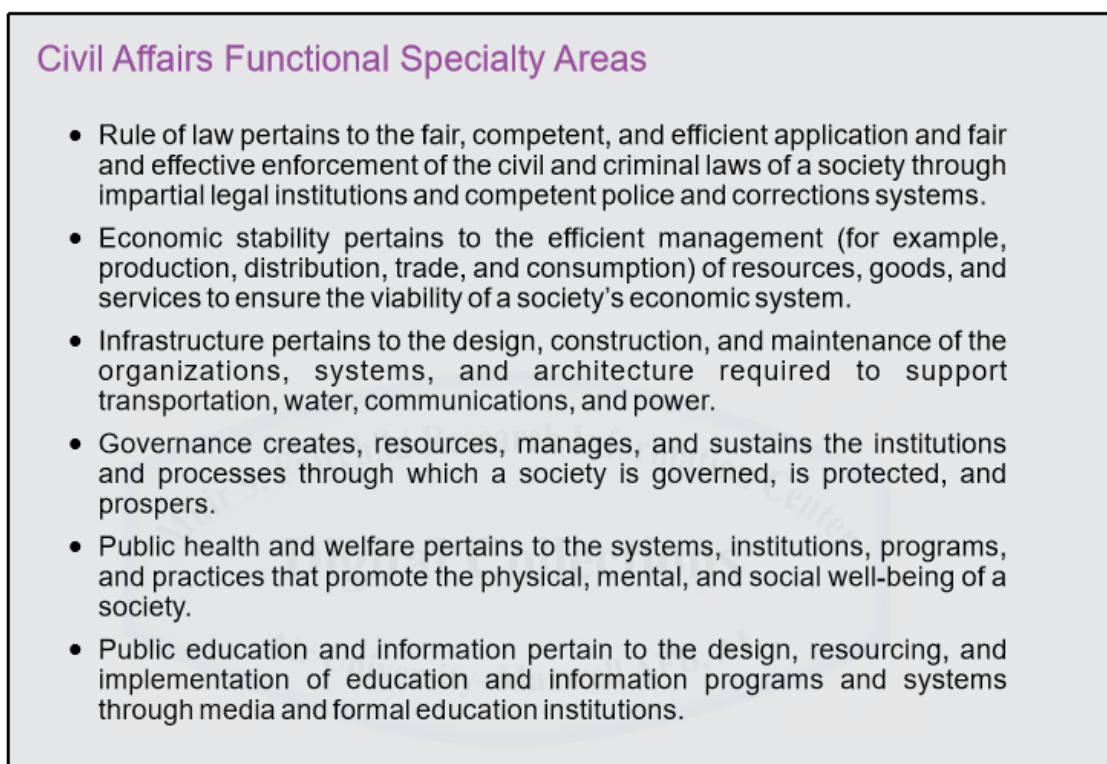 Civil Affairs Functional Specialty Areas
• Rule of law pertains to the fair, competent, and efficient application and fair
and effective enforcement of the civil and criminal laws of a society through
impartial legal institutions and competent police and corrections systems.
• Economic stability pertains to the efficient management (for example,
production, distribution, trade, and consumption) of resources, goods, and
services to ensure the viability of a society's economic system.
• Infrastructure pertains to the design, construction, and maintenance of the
organizations, systems, and architecture required to support
transportation, water, communications, and power.
• Governance creates, resources, manages, and sustains the institutions
and processes through which a society is governed, is protected, and
prospers.
• Public health and welfare pertains to the systems, institutions, programs,
and practices that promote the physical, mental, and social well-being of a
society.
• Public education and information pertain to the design, resourcing, and
implementation of education and information programs and systems
through media and formal education institutions.
Muir S. Fairchild Research Information Center
Digital Collections